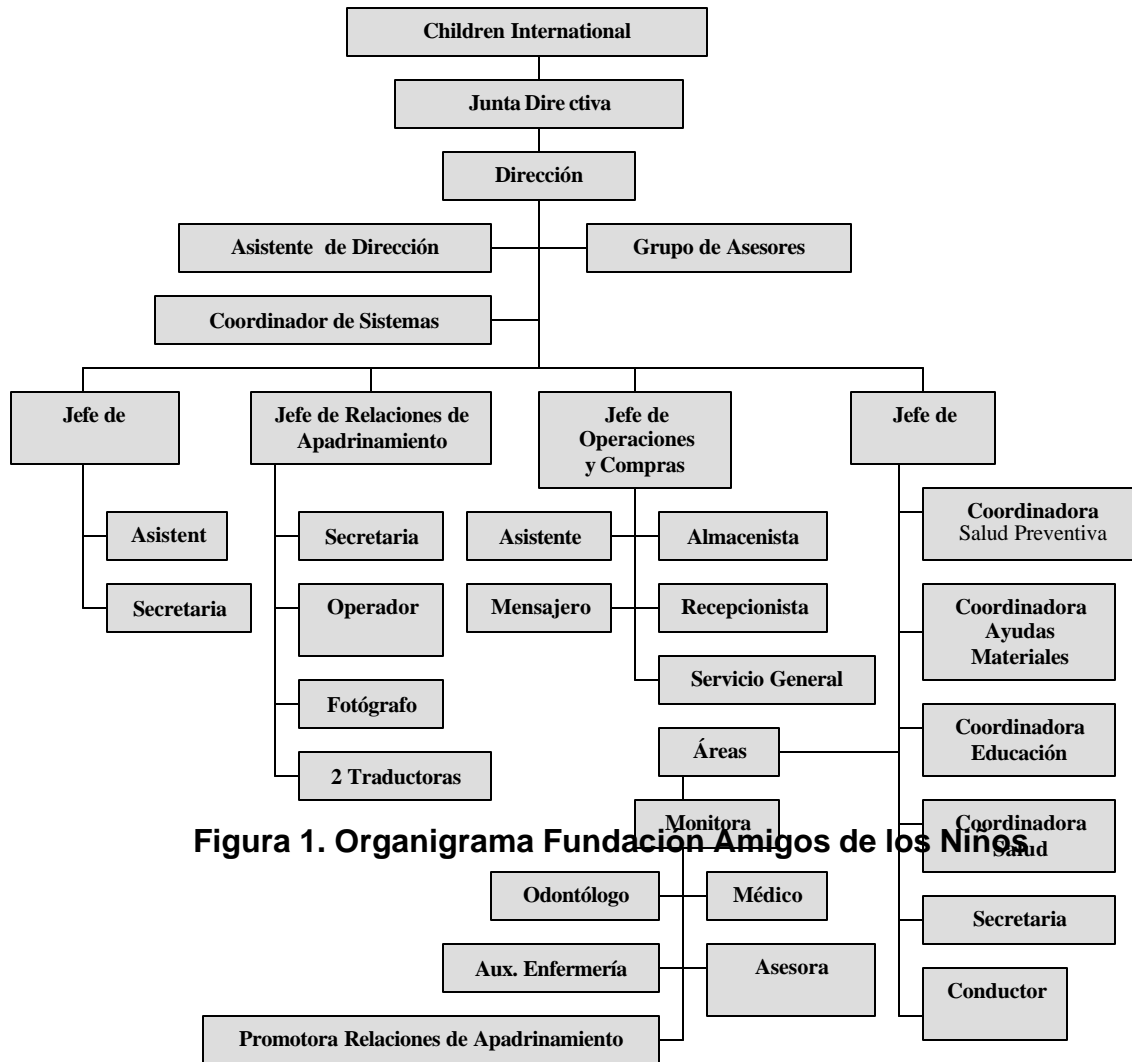 Children International
Junta Dire ctiva
Dirección
Asistente de Dirección
Grupo de Asesores
Coordinador de Sistemas
Jefe de
Jefe de Relaciones de
Apadrinamiento
Jefe de
Operaciones
y Compras
Jefe de
Asistent
Secretaria
Secretaria
Operador
Fotógrafo
2 Traductoras
Asistente
Almacenista
Mensajero
Recepcionista
Servicio General
Coordinadora
Salud Preventiva
Coordinadora
Ayudas
Materiales
Coordinadora
Educación
Áreas
Monitora
Coordinadora
Salud
Figura 1. Organigrama Fundación Amigos de los Niños
Odontólogo
Médico
Secretaria
Aux. Enfermería
Asesora
Conductor
Promotora Relaciones de Apadrinamiento